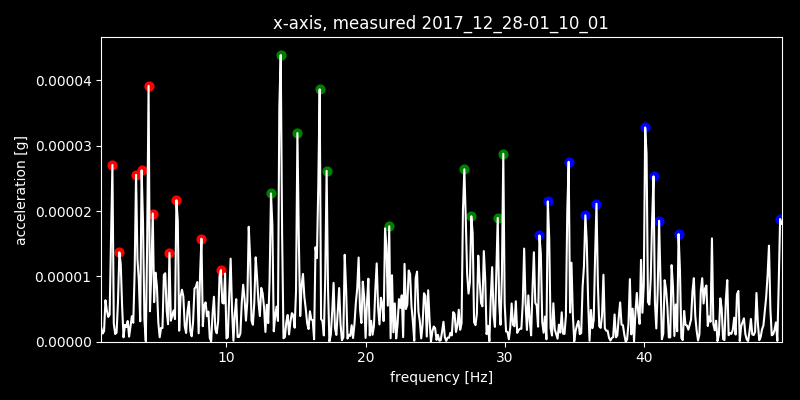 x-axis, measured 2017_12_28-01_10_01
0.00004
0.00003
0.00002
0.00001
0.00000
acceleration [g]
10 20 30 40
frequency [Hz]